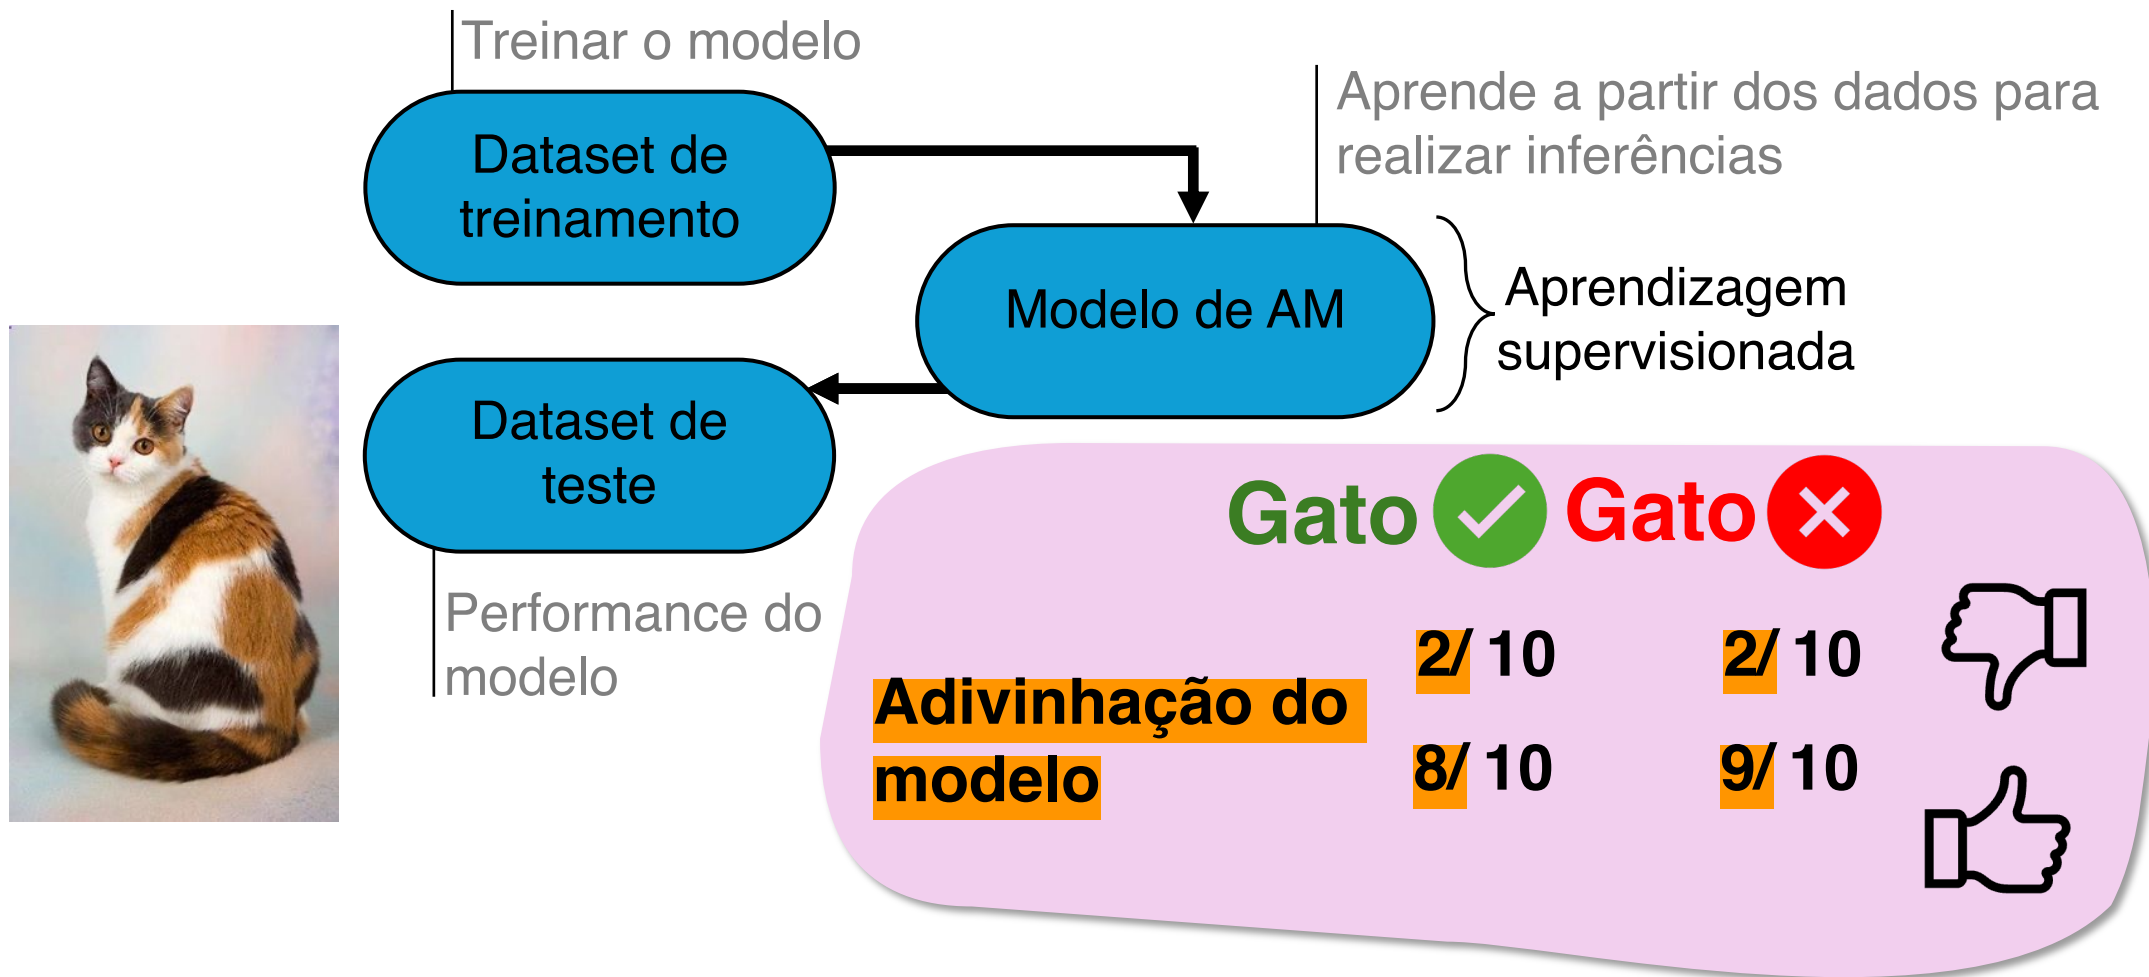 Treinar o modelo
Aprende a partir dos dados para
realizar inferências
Dataset de
treinamento
Modelo de AM
Aprendizagem
supervisionada
Dataset de
teste
Performance do
modelo
Gato Gato
2/ 10 2/ 10
Adivinhação do
modelo
8/ 10 9/ 10